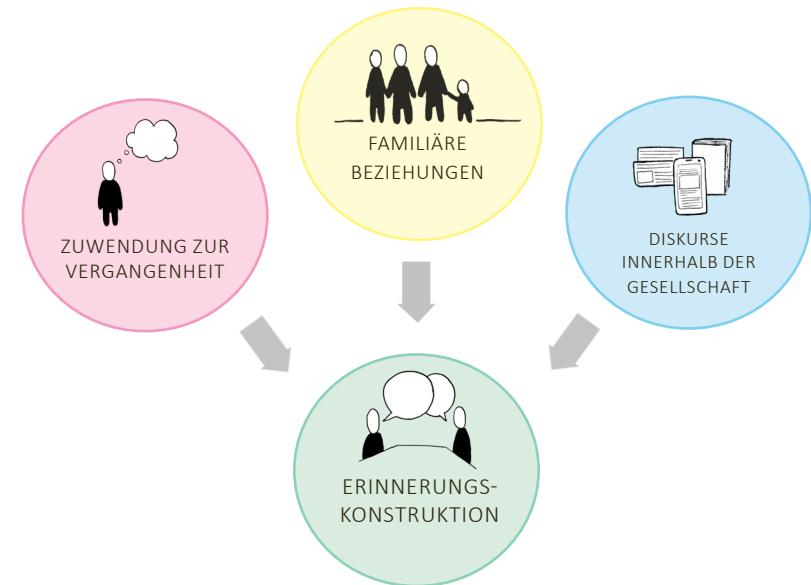 FAMILIÄRE
BEZIEHUNGEN
ZUWENDUNG ZUR
VERGANGENHEIT
DISKURSE
INNERHALB DER
GESELLSCHAFT
ERINNERUNGS-
KONSTRUKTION